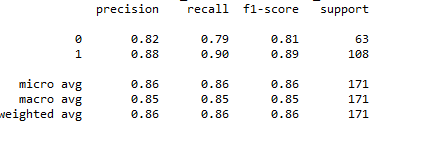 precision recall f1-score support
0 0.82 0.79 0.81 63
1 0.88 0.90 0.89 108
micro avg 0.86 0.86 0.86 171
macro avg 0.85 0.85 0.85 171
weighted avg 0.86 0.86 0.86 171